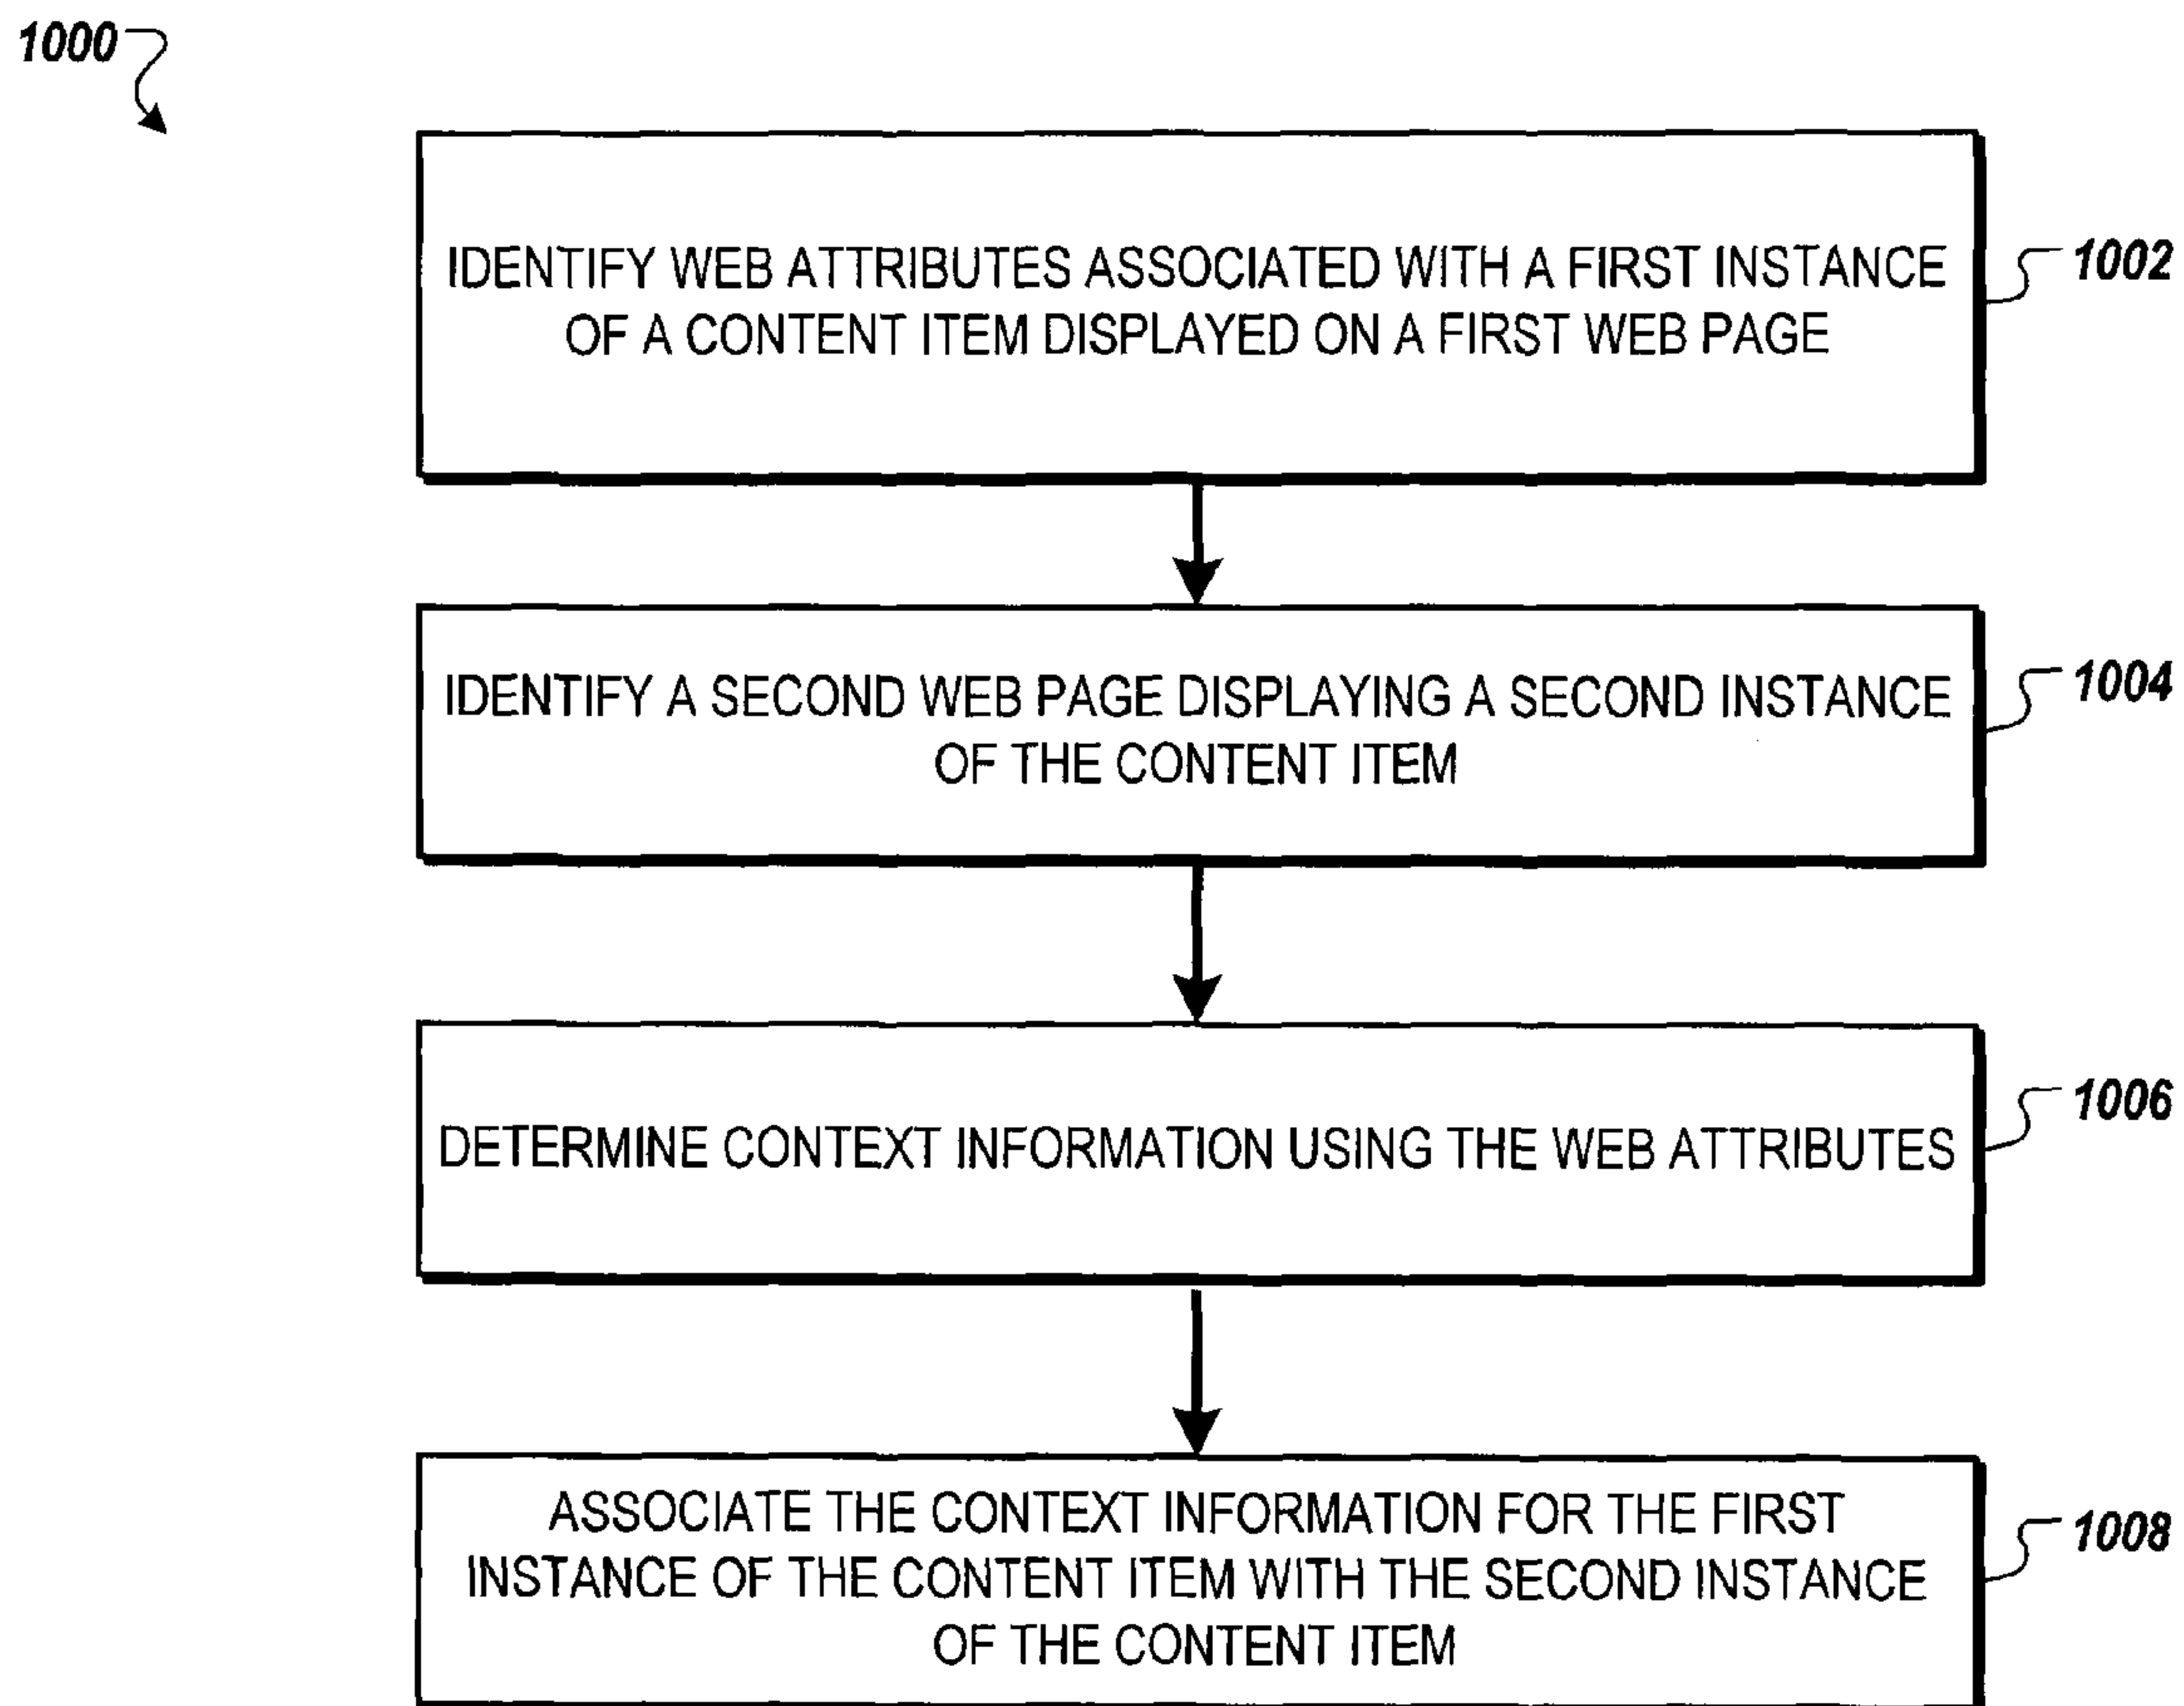 1000
IDENTIFY WEB ATTRIBUTES ASSOCIATED WITH A FIRST INSTANCE
OF A CONTENT ITEM DISPLAYED ON A FIRST WEB PAGE
1002
IDENTIFY A SECOND WEB PAGE DISPLAYING A SECOND INSTANCE
OF THE CONTENT ITEM
1004
DETERMINE CONTEXT INFORMATION USING THE WEB ATTRIBUTES
1006
ASSOCIATE THE CONTEXT INFORMATION FOR THE FIRST
INSTANCE OF THE CONTENT ITEM WITH THE SECOND INSTANCE
OF THE CONTENT ITEM
1008